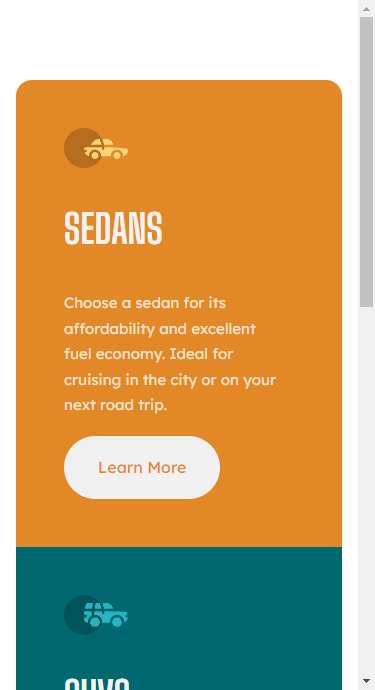 SEDANS
Choose a sedan for its
affordability and excellent
fuel economy. Ideal for
cruising in the city or on your
next road trip.
Learn More